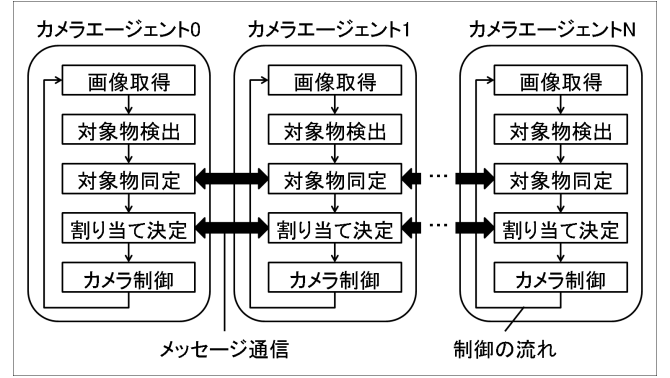 カメラエージェント0
画像取得
対象物検出
対象物同定
割り当て決定
カメラ制御
カメラエージェント1
画像取得
対象物検出
対象物同定
割り当て決定
カメラ制御
…
…
カメラエージェントN
画像取得
対象物検出
対象物同定
割り当て決定
カメラ制御
メッセージ通信
制御の流れ